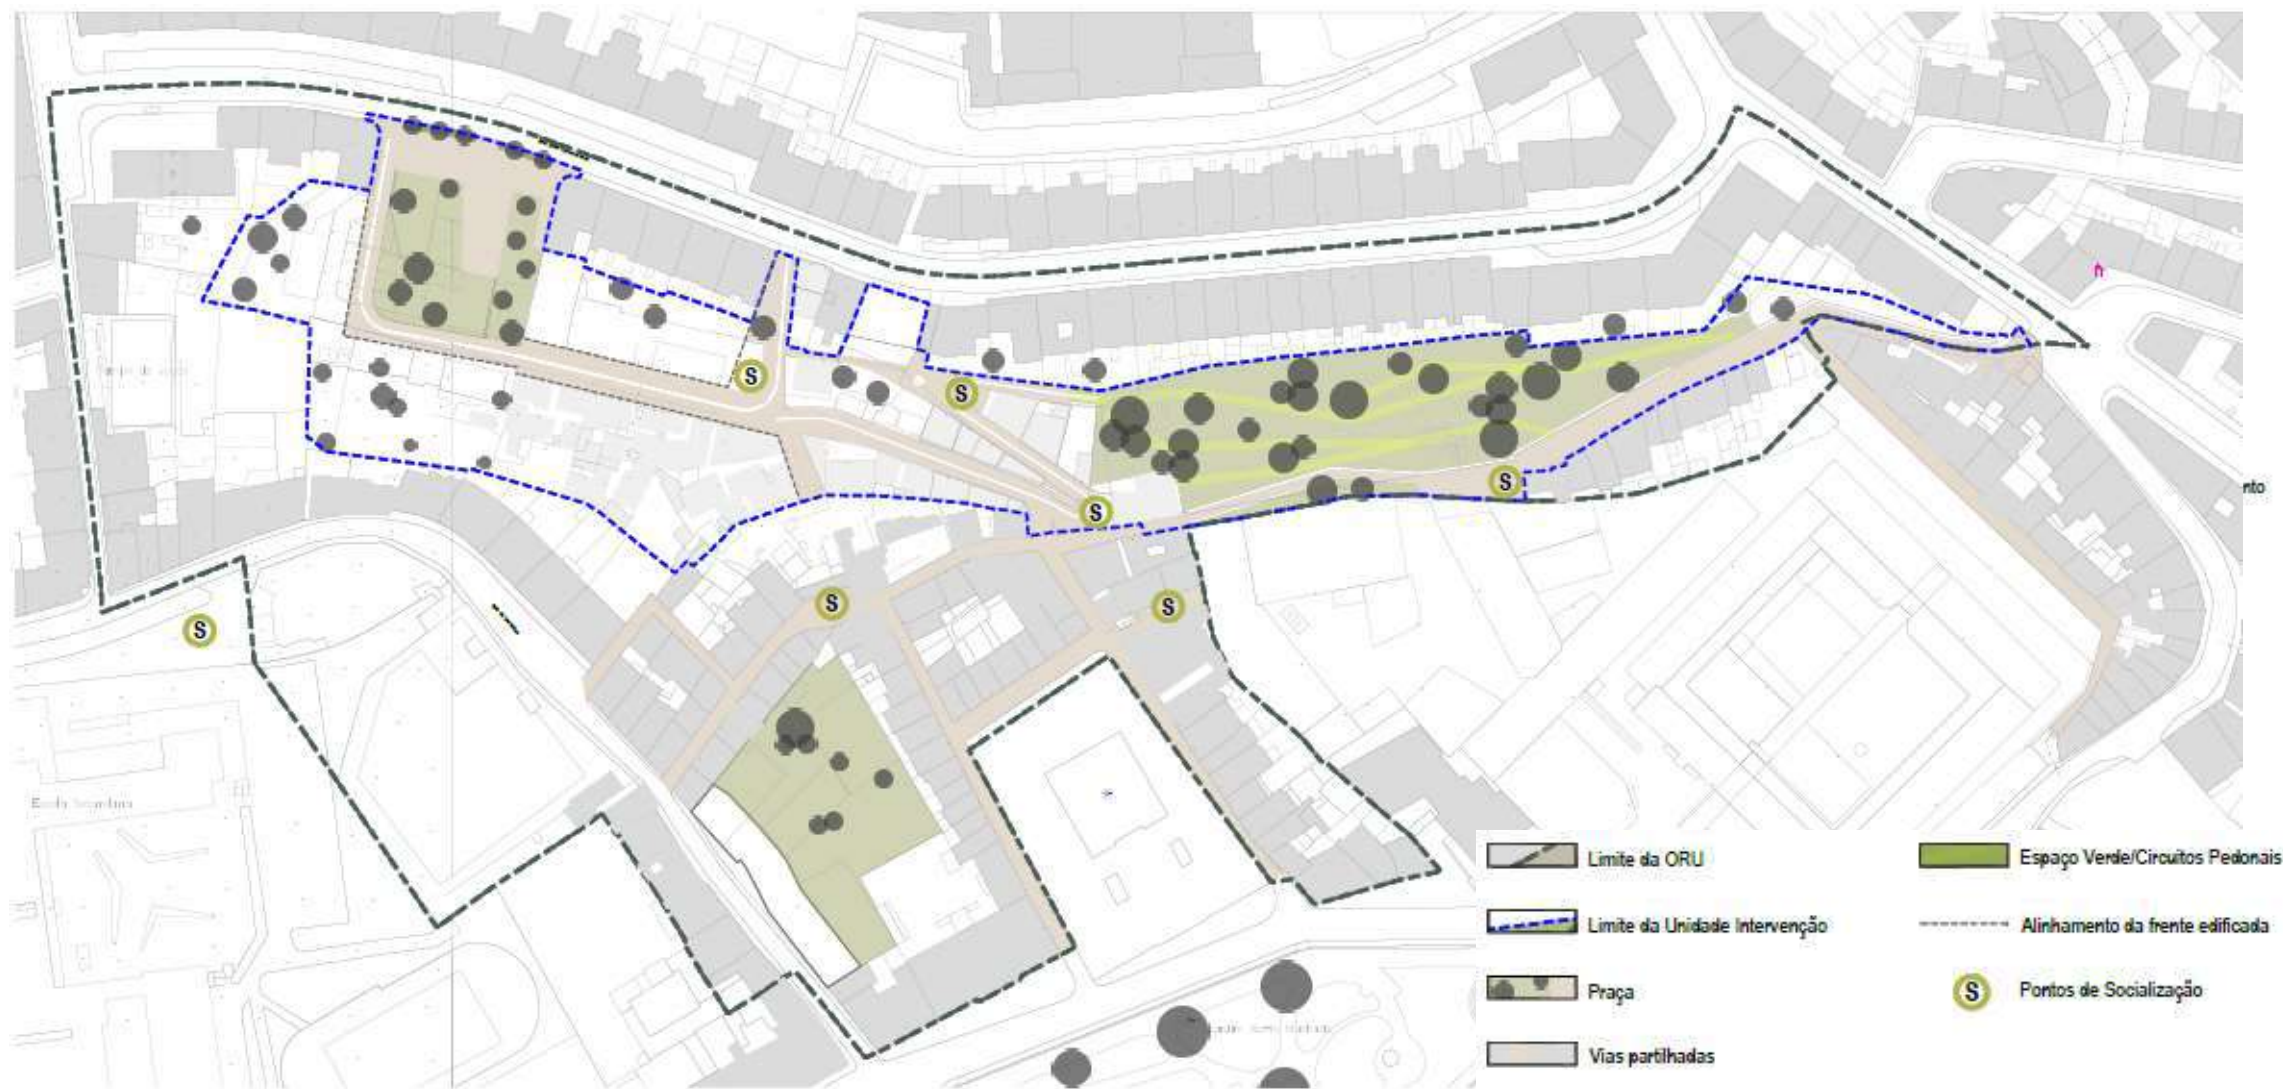 S
S
S
S
S
S
S
nto
Limite da ORU
Limite da Unidade Intervenção
Praça
Vias partilhadas
Espaço Verde/Circuitos Pedonais
Alinhamento da frente edificada
S Pontos de Socialização